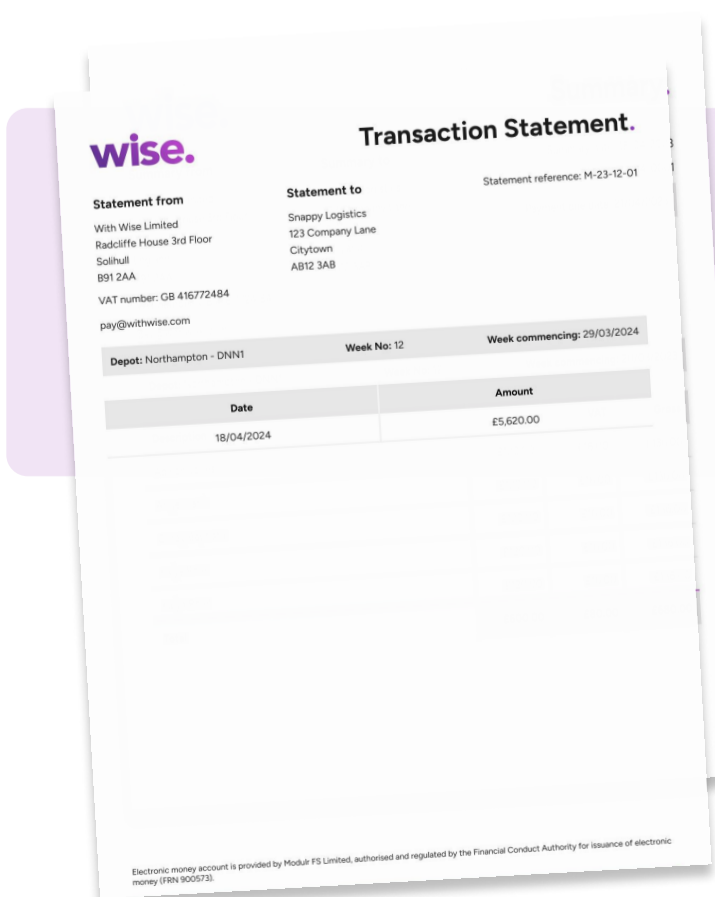 wise.
Transaction Statement.
Statement from
With Wise Limited
Radcliffe House 3rd Floor
Solihull
B91 2AA
VAT number: GB 416772484
pay@withwise.com
Statement to
Snappy Logistics
123 Company Lane
Citytown
AB12 3AB
Statement reference: M-23-12-01
Depot: Northampton - DNN1 Week No: 12 Week commencing: 29/03/2024
Date Amount
18/04/2024 £5,620.00
Electronic money account is provided by Modulr FS Limited, authorised and regulated by the Financial Conduct Authority for issuance of electronic
money (FRN 900573).